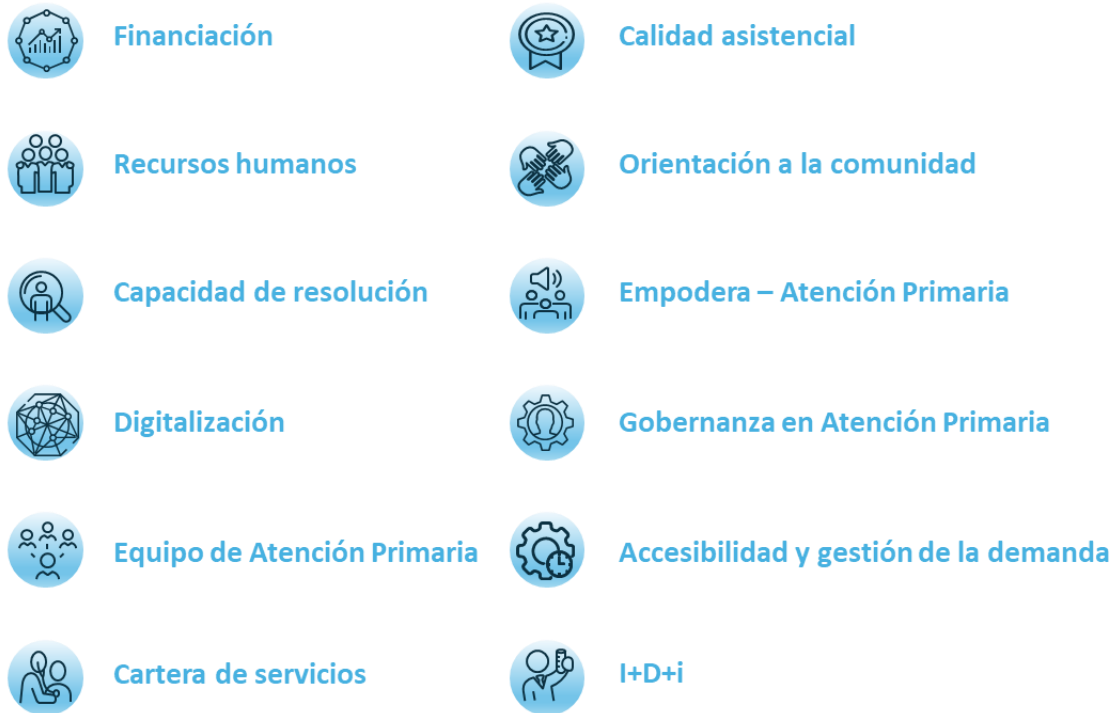 Financiación
Calidad asistencial
Recursos humanos
Orientación a la comunidad
Capacidad de resolución
Empodera – Atención Primaria
Digitalización
Gobernanza en Atención Primaria
Equipo de Atención Primaria
Accesibilidad y gestión de la demanda
Cartera de servicios
I+D+i